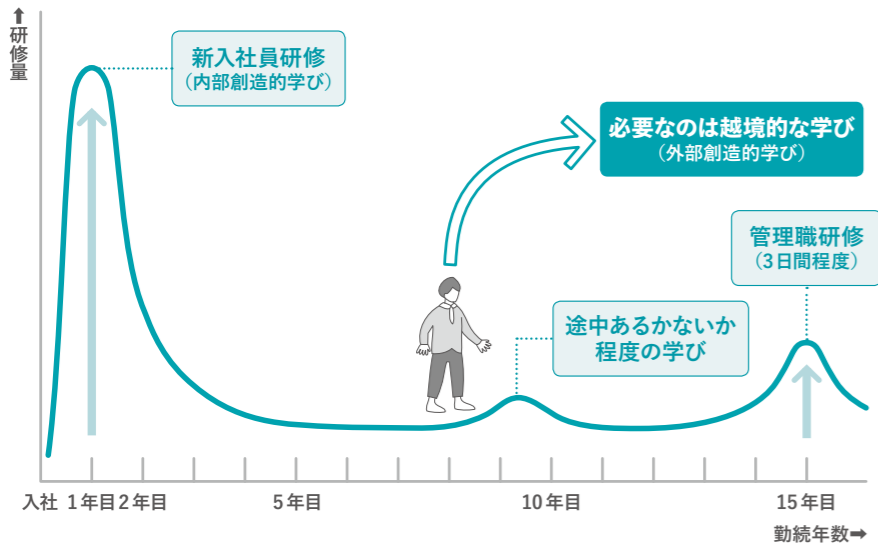 ⬆研修量
新入社員研修
（内部創造的学び）
必要なのは越境的な学び
（外部創造的学び）
管理職研修
（3日間程度）
途中あるかないか
程度の学び
入社 1年目 2年目 5年目 10年目 15年目
勤続年数➡